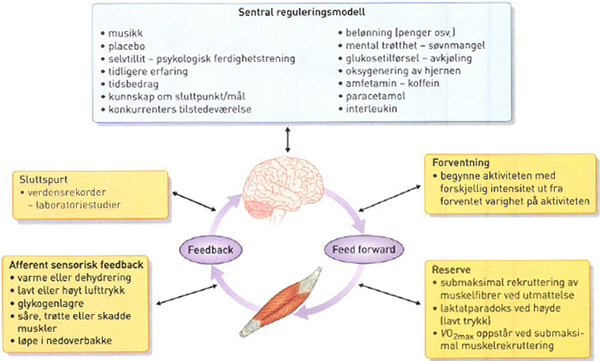 Sentral reguleringsmodell
• musikk
• placebo
• selvtillit – psykologisk ferdighetstrening
• tidligere erfaring
• tidsbedrag
• kunnskap om sluttpunkt/mål
• konkurrenters tilstedeværelse
• belønning (penger osv.)
• mental trøtthet – søvnmangel
• glukosetilførsel – avkjøling
• oksygenering av hjernen
• amfetamin – koffein
• paracetamol
• interleukin
Sluttspurt
• verdensrekorder
– laboratoriestudier
Forventning
• begynne aktiviteten med
forskjellig intensitet ut fra
forventet varighet på aktiviteten
Feedback
Feed forward
Afferent sensorisk feedback
• varme eller dehydrering
• lavt eller høyt lufttrykk
• glykogenlagre
• såre, trøtte eller skadde
muskler
• løpe i nedoverbakke
Reserve
• submaksimal rekruttering av
muskelfibrer ved utmattelse
• laktatparadoks ved høyde
(lavt trykk)
• VO2max oppstår ved submaksi-
mal muskelrekruttering